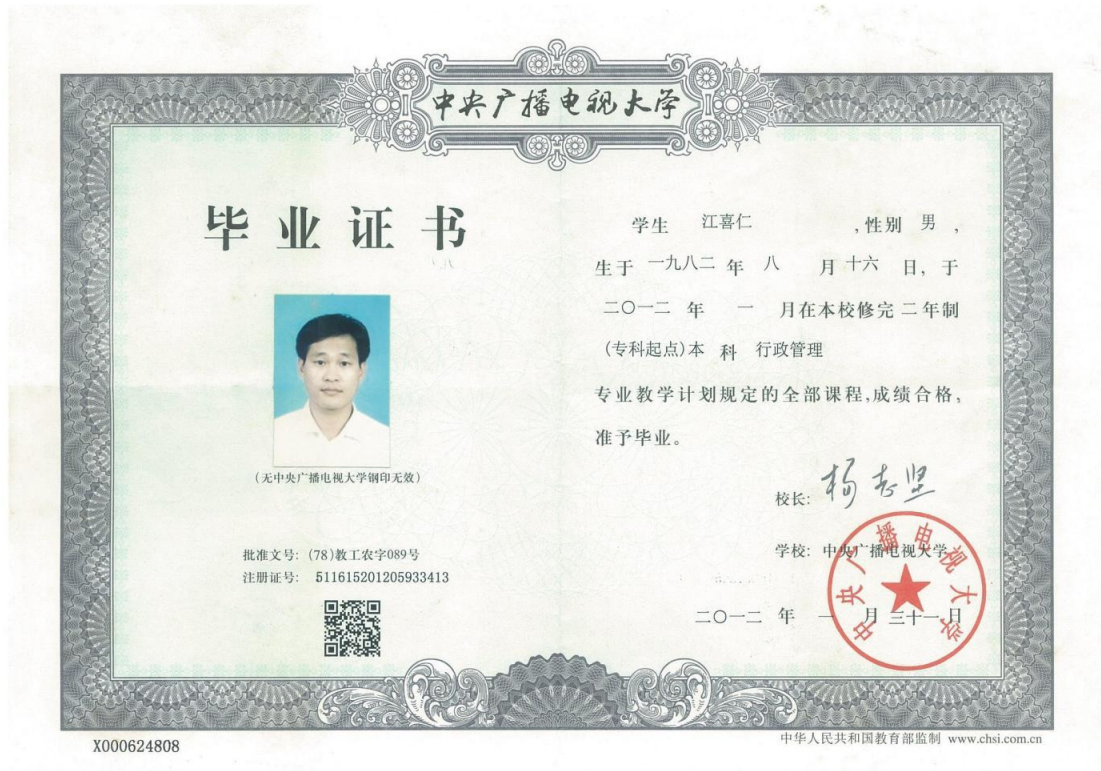 中央广播电视大学
毕业证书
(无中央广播电视大学钢印无效)
批准文号: (78)教工农字089号
注册证号: 511615201205933413
X000624808
学生 江喜仁 ,性别 男 ,
生于 一九八二 年 八 月 十六 日, 于
二〇一二 年 一 月在本校修完 二年制
(专科起点)本 科 行政管理
专业教学计划规定的全部课程,成绩合格,
准予毕业。
校长: 杨志坚
学校: 中央广播电视大学
中央广播电视大学
二〇一二 年 一 月 三十一 日
中华人民共和国教育部监制 www.chsi.com.cn